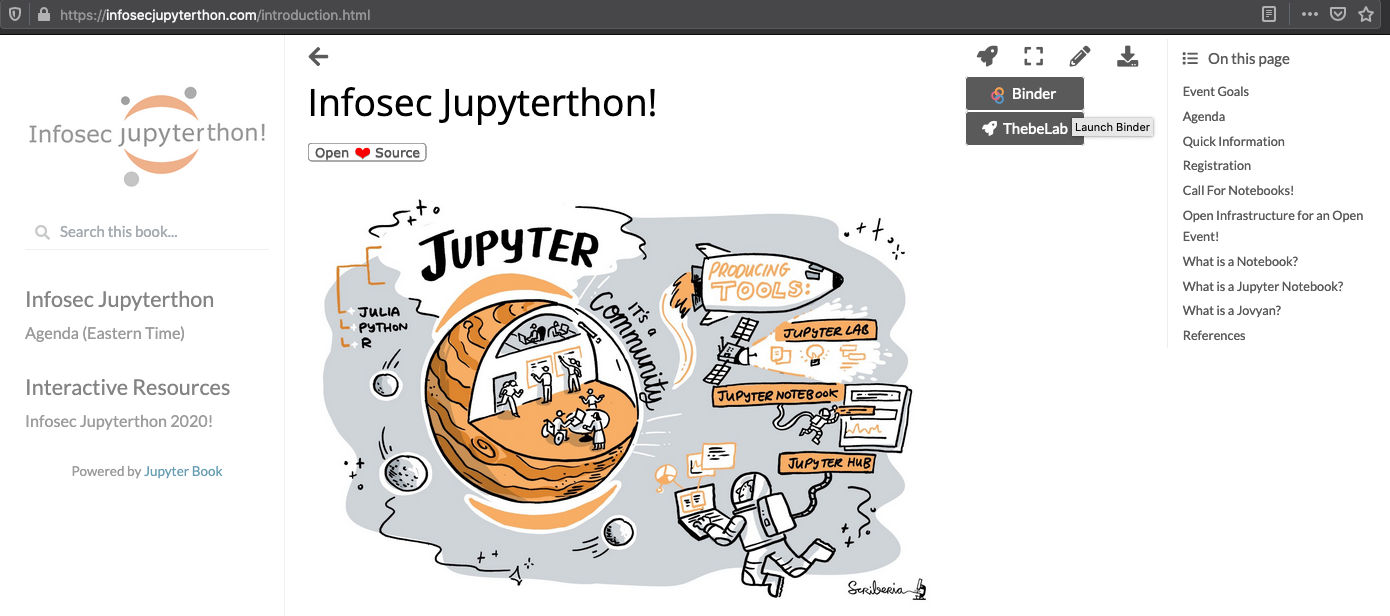 https://infosecjupyterthon.com/introduction.html
Infosec jupyterthon!
Search this book...
Infosec Jupyterthon
Agenda (Eastern Time)
Interactive Resources
Infosec Jupyterthon 2020!
Powered by Jupyter Book
Infosec Jupyterthon!
Open ❤ Source
Binder
ThebeLab
Launch Binder
JUPYTER
JULIA
PYTHON
R
IT'S A
COMMUNITY
PRODUCING
TOOLS:
JUPYTER LAB
JUPYTER NOTEBOOK
JUPYTER HUB
Scriberia
On this page
Event Goals
Agenda
Quick Information
Registration
Call For Notebooks!
Open Infrastructure for an Open
Event!
What is a Notebook?
What is a Jupyter Notebook?
What is a Jovyan?
References